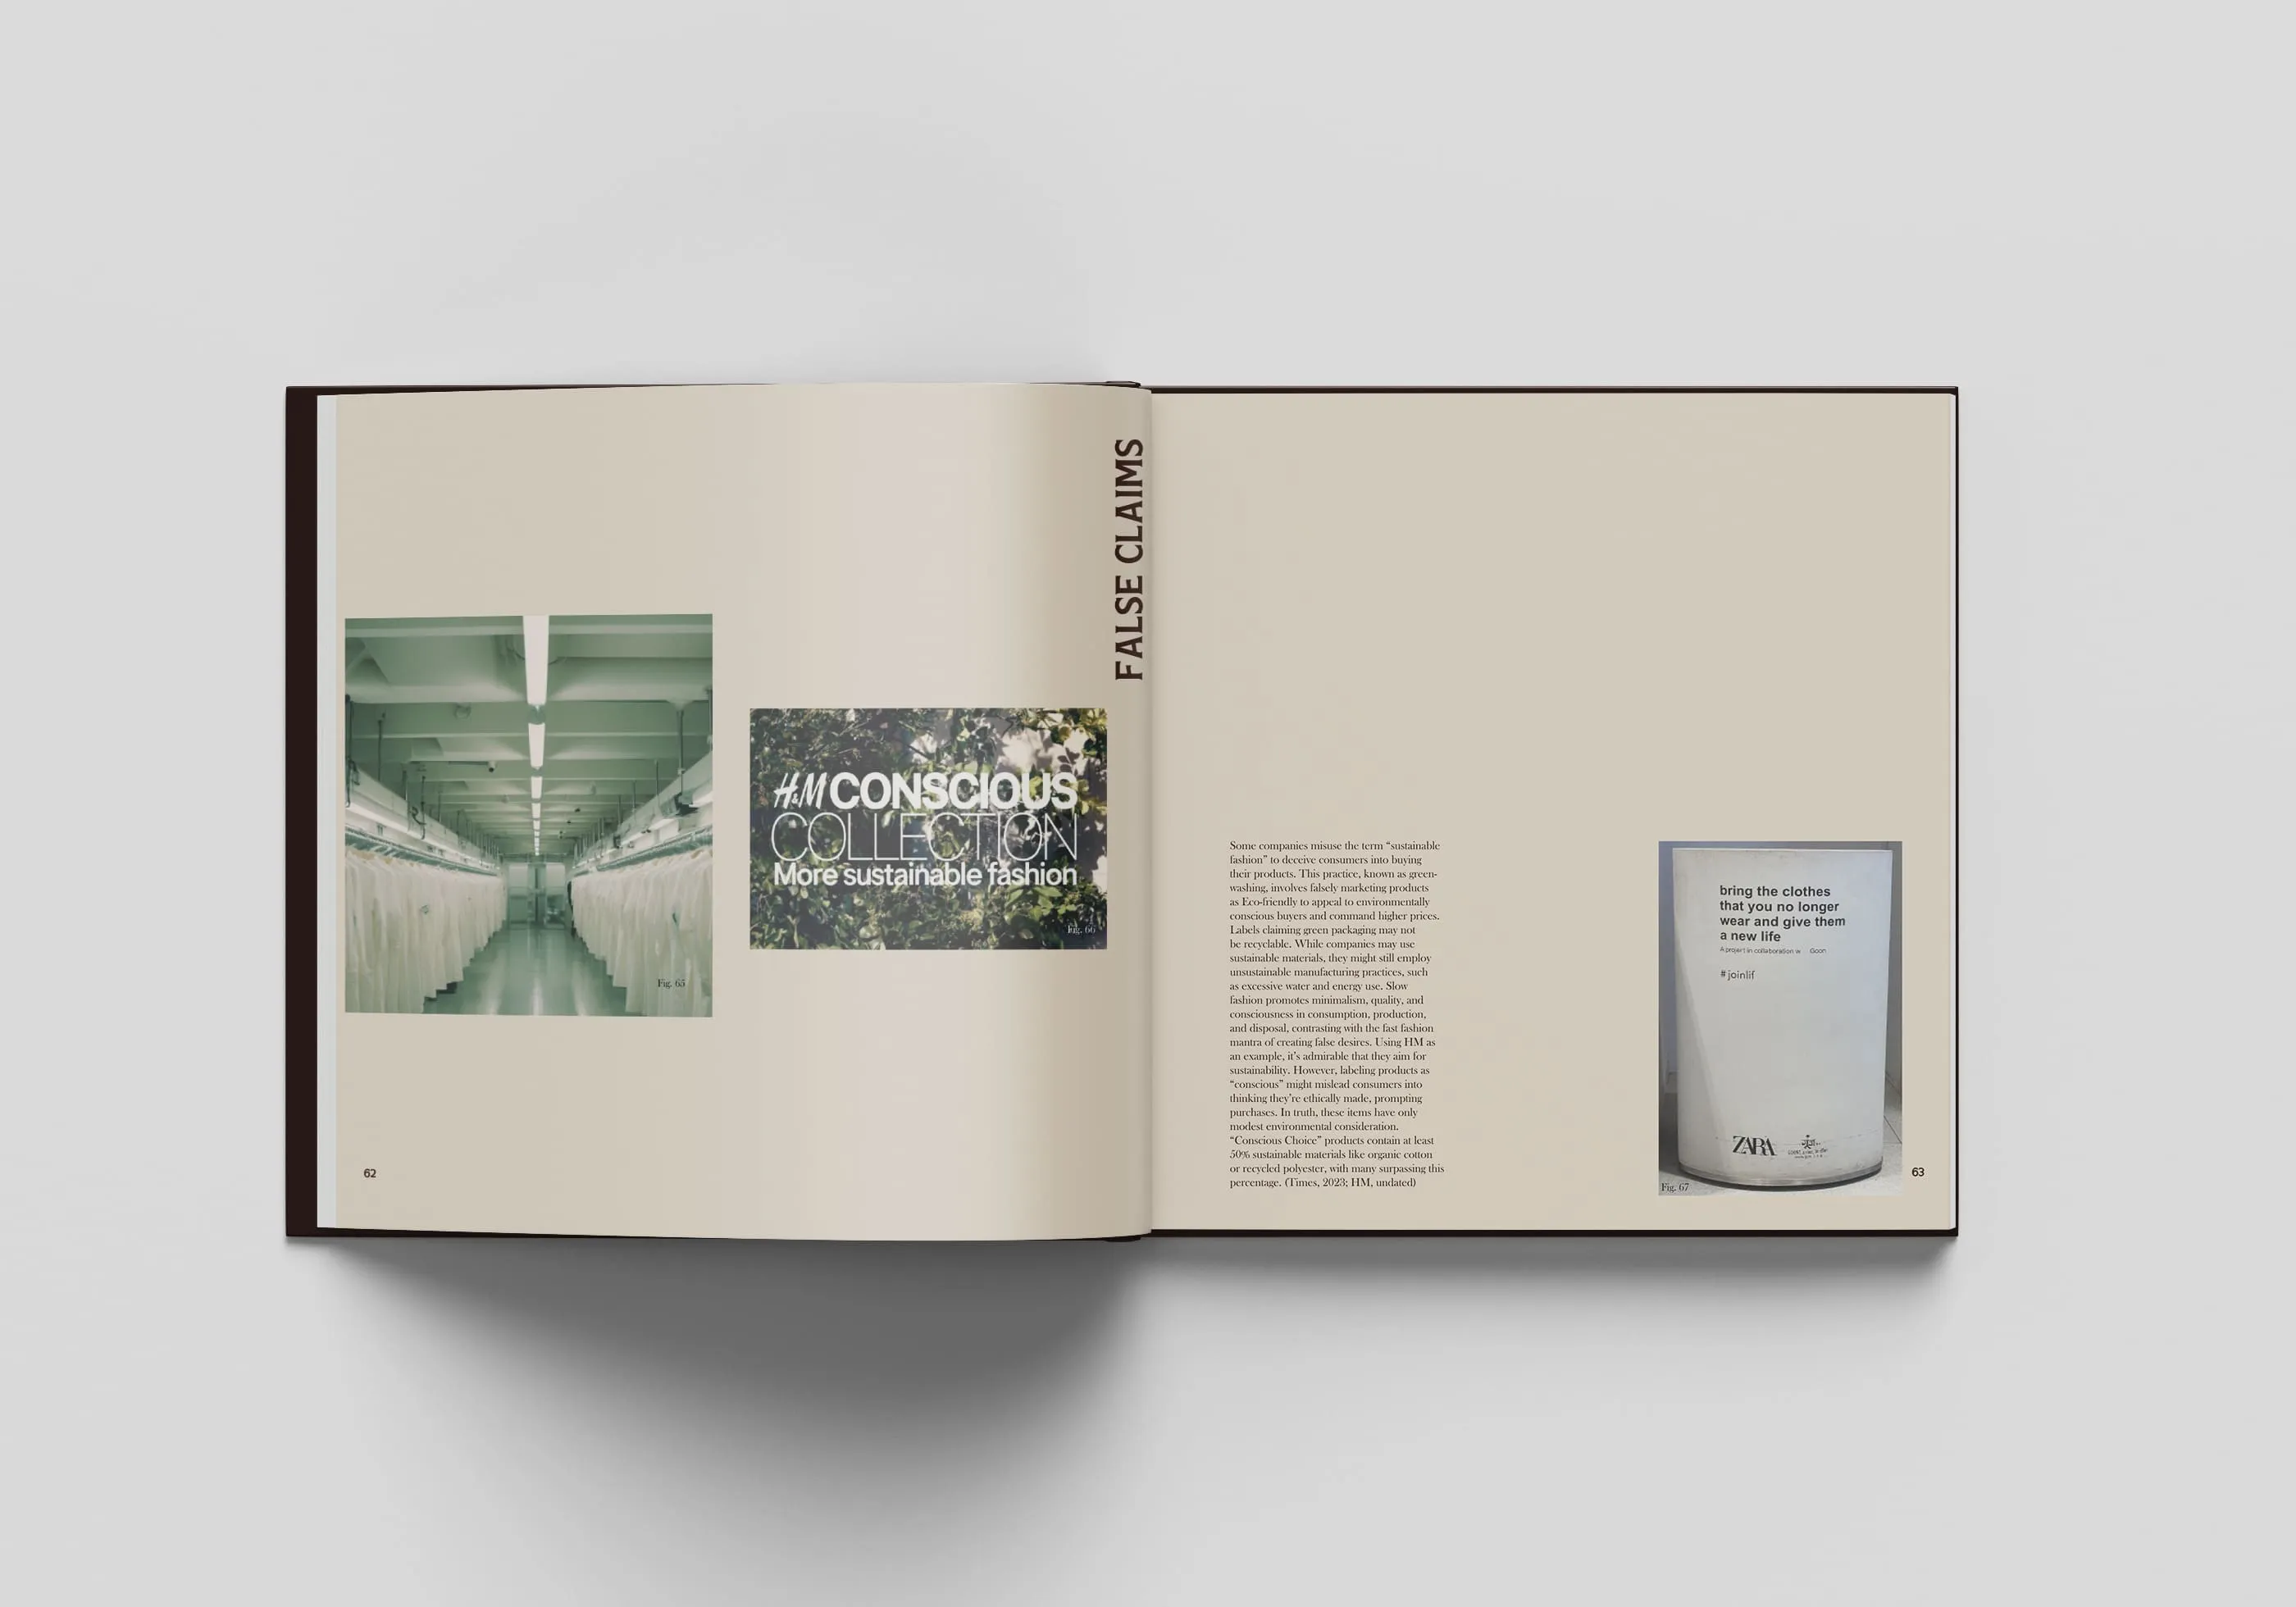 FALSE CLAIMS
Fig. 65
H&M CONSCIOUS
COLLECTION
More sustainable fashion
Fig. 66
62
Some companies misuse the term “sustainable
fashion” to deceive consumers into buying
their products. This practice, known as green-
washing, involves falsely marketing products
as Eco-friendly to appeal to environmentally
conscious buyers and command higher prices.
Labels claiming green packaging may not
be recyclable. While companies may use
sustainable materials, they might still employ
unsustainable manufacturing practices, such
as excessive water and energy use. Slow
fashion promotes minimalism, quality, and
consciousness in consumption, production,
and disposal, contrasting with the fast fashion
mantra of creating false desires. Using HM as
an example, it’s admirable that they aim for
sustainability. However, labeling products as
“conscious” might mislead consumers into
thinking they’re ethically made, prompting
purchases. In truth, these items have only
modest environmental consideration.
“Conscious Choice” products contain at least
50% sustainable materials like organic cotton
or recycled polyester, with many surpassing this
percentage. (Times, 2023; HM, undated)
bring the clothes
that you no longer
wear and give them
a new life
A project in collaboration w Goon
#joinlif
ZARA
Fig. 67
63